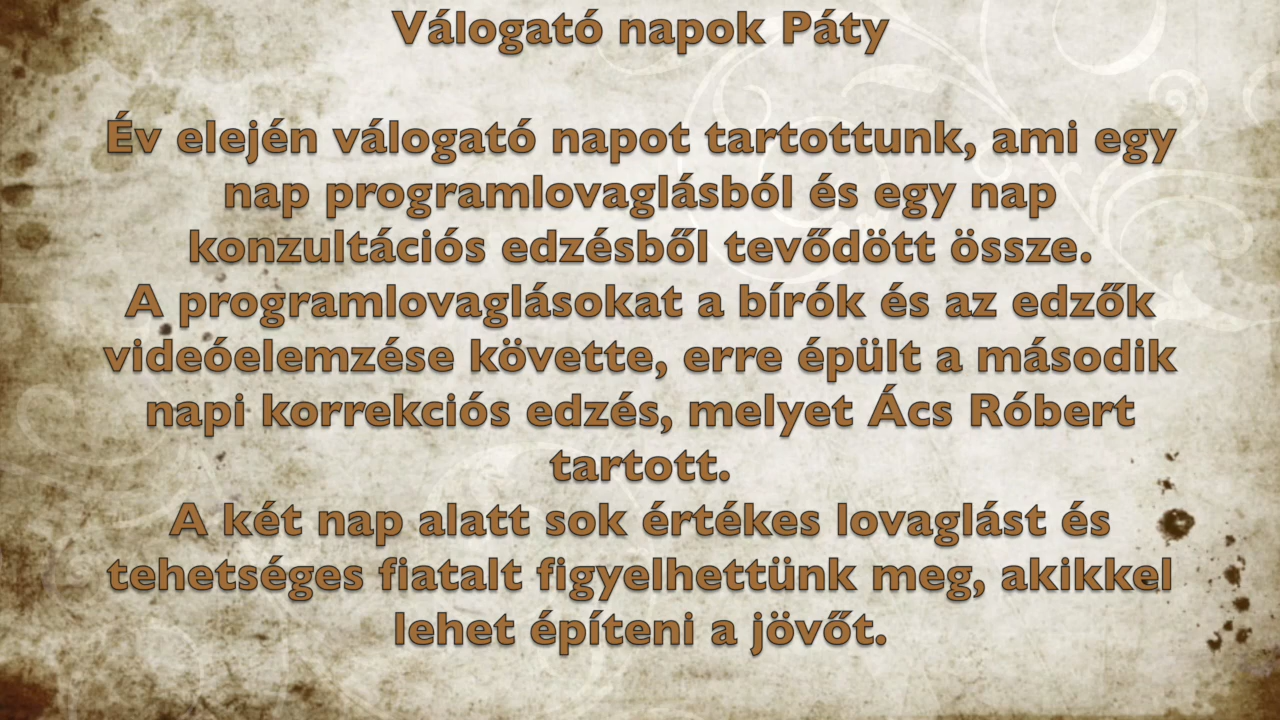 Válogató napok Páty
Év elején válogató napot tartottunk, ami egy
nap programlovaglásból és egy nap
konzultációs edzésből tevődött össze.
A programlovaglásokat a bírók és az edzők
videóelemzése követte, erre épült a második
napi korrekciós edzés, melyet Ács Róbert
tartott.
A két nap alatt sok értékes lovaglást és
tehetséges fiatalt figyelhettünk meg, akikkel
lehet építeni a jövőt.